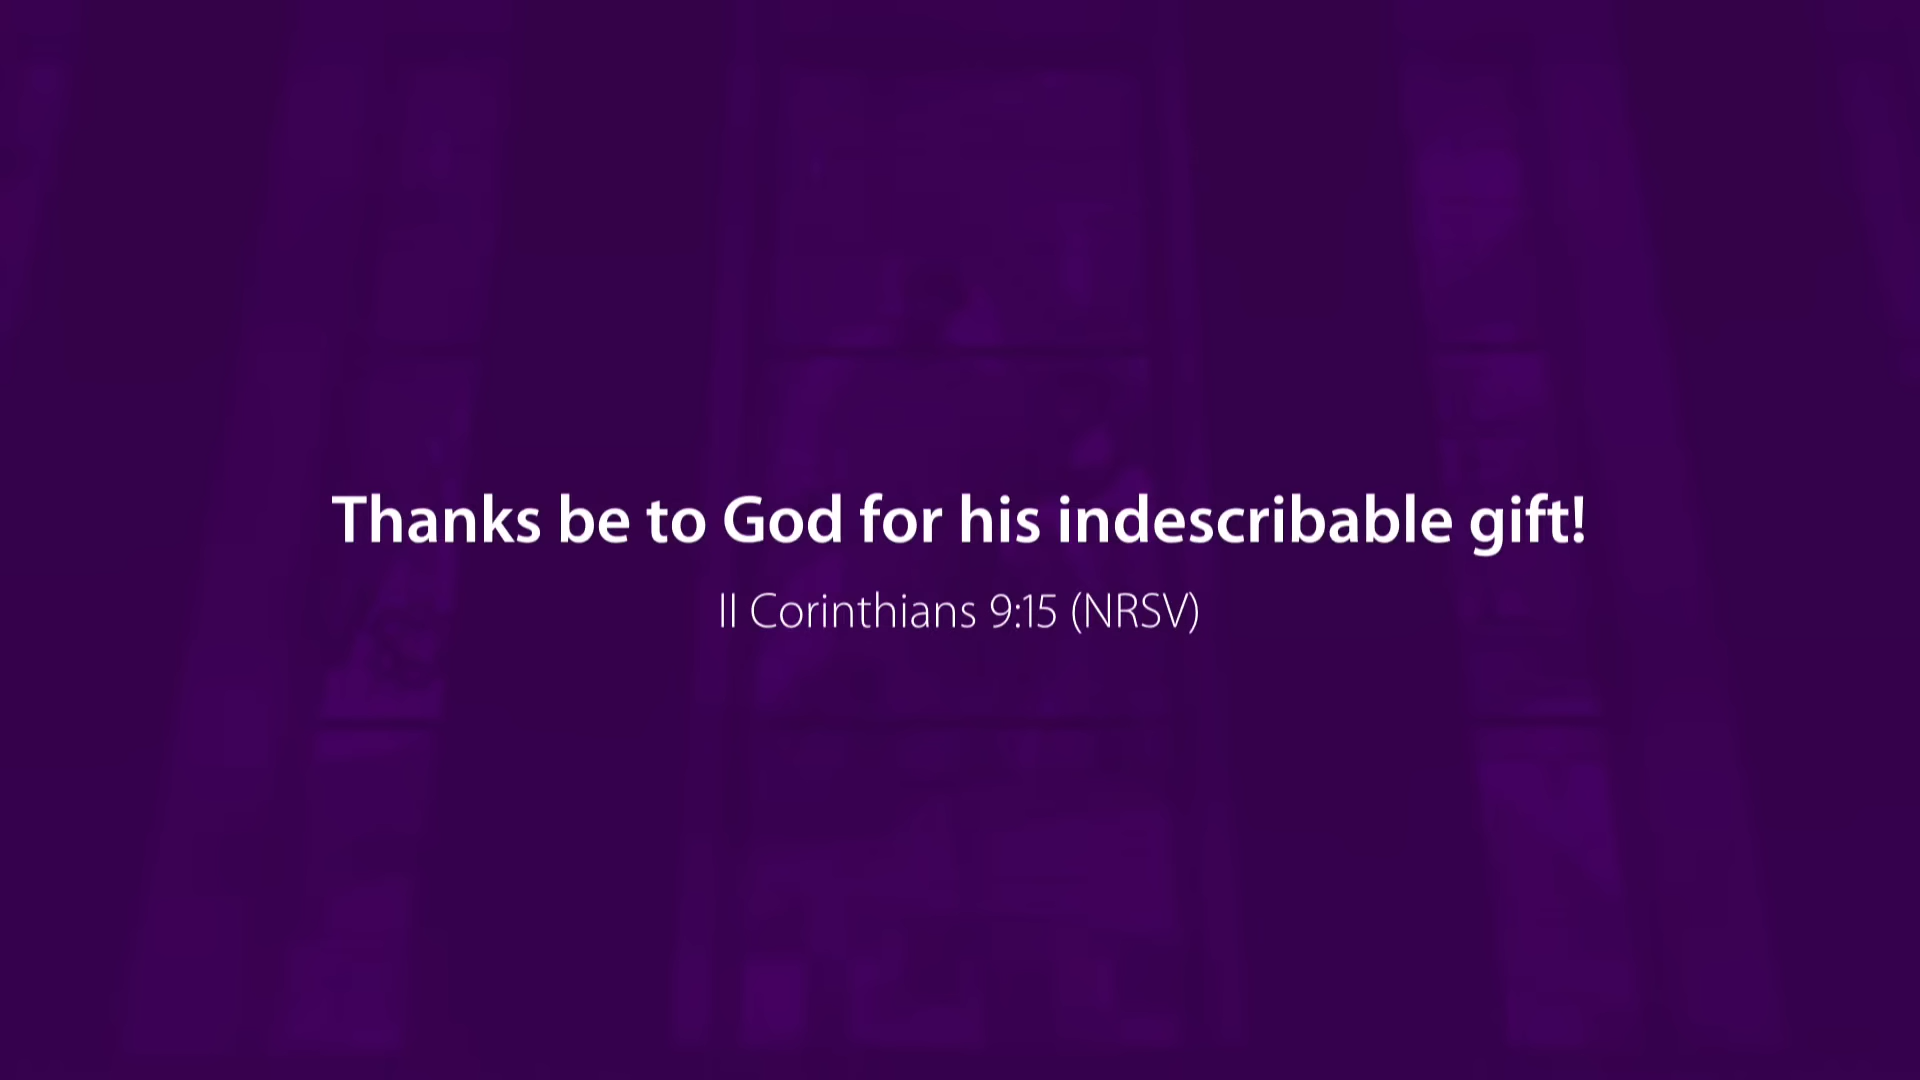 Thanks be to God for his indescribable gift!
II Corinthians 9:15 (NRSV)